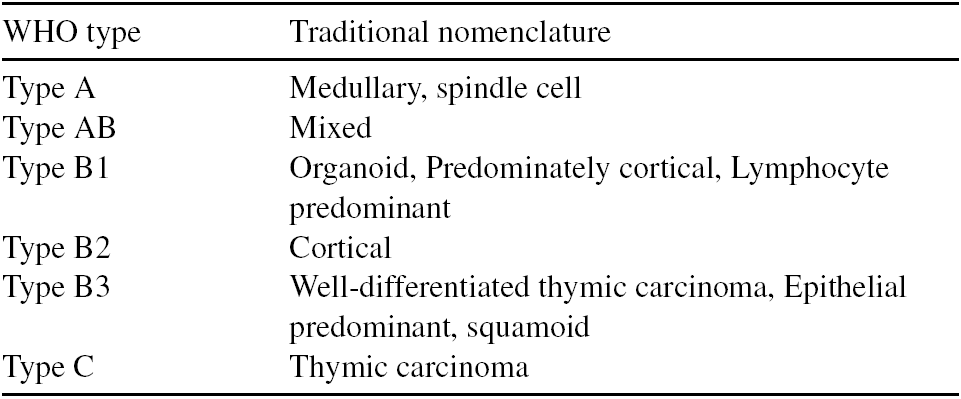 WHO type Traditional nomenclature
Type A Medullary, spindle cell
Type AB Mixed
Type B1 Organoid, Predominately cortical, Lymphocyte
predominant
Type B2 Cortical
Type B3 Well-differentiated thymic carcinoma, Epithelial
predominant, squamoid
Type C Thymic carcinoma